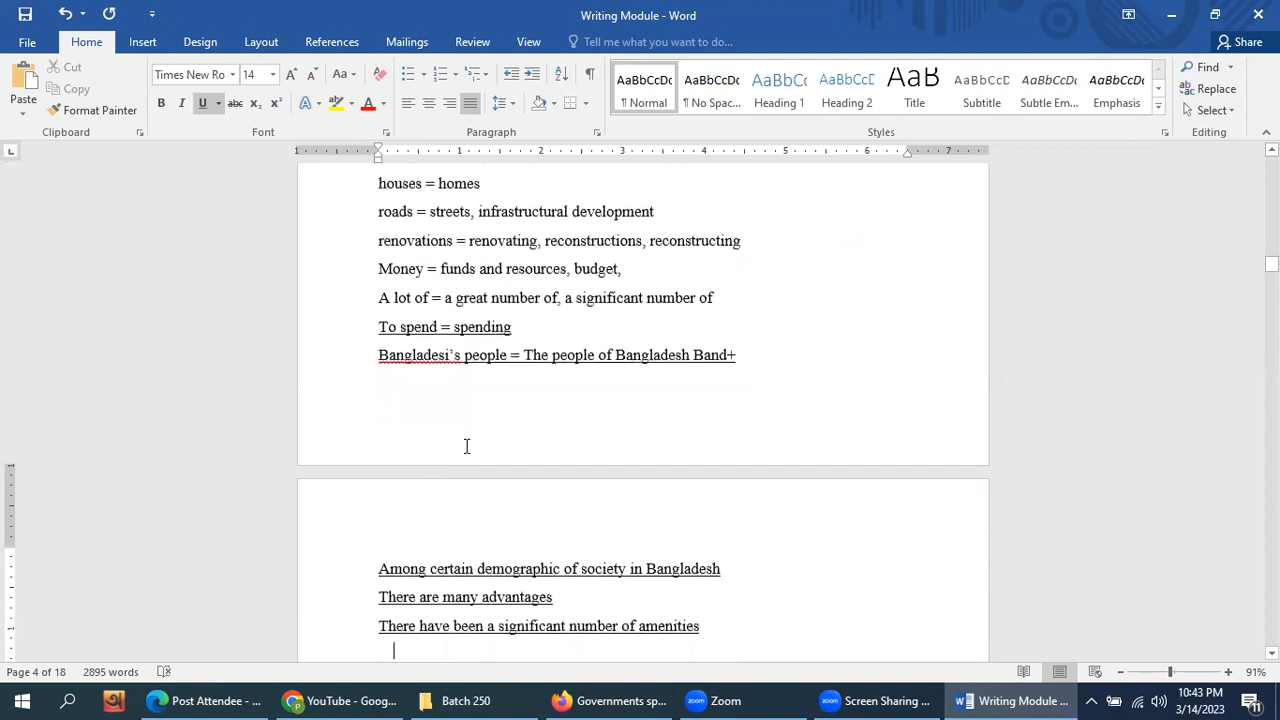 Writing Module - Word
File
Home
Insert
Design
Layout
References
Mailings
Review
View
Tell me what you want to do...
Share
Paste
Cut
Copy
Format Painter
Clipboard
Times New Ro
14
Font
Paragraph
AaBbCcDc
¶ Normal
AaBbCcDc
¶ No Spac...
AaBbCc
Heading 1
AaBbCcC
Heading 2
AaB
Title
AaBbCcC
Subtitle
AaBbCcDc
Subtle Em...
AaBbCcDc
Emphasis
Styles
Find
Replace
Select
Editing
houses = homes
roads = streets, infrastructural development
renovations = renovating, reconstructions, reconstructing
Money = funds and resources, budget,
A lot of = a great number of, a significant number of
To spend = spending
Bangladesi’s people = The people of Bangladesh Band+
Among certain demographic of society in Bangladesh
There are many advantages
There have been a significant number of amenities
Page 4 of 18
2895 words
91%
Post Attendee - ...
YouTube - Goog...
Batch 250
Governments sp...
Zoom
Screen Sharing ...
Writing Module ...
10:43 PM
3/14/2023